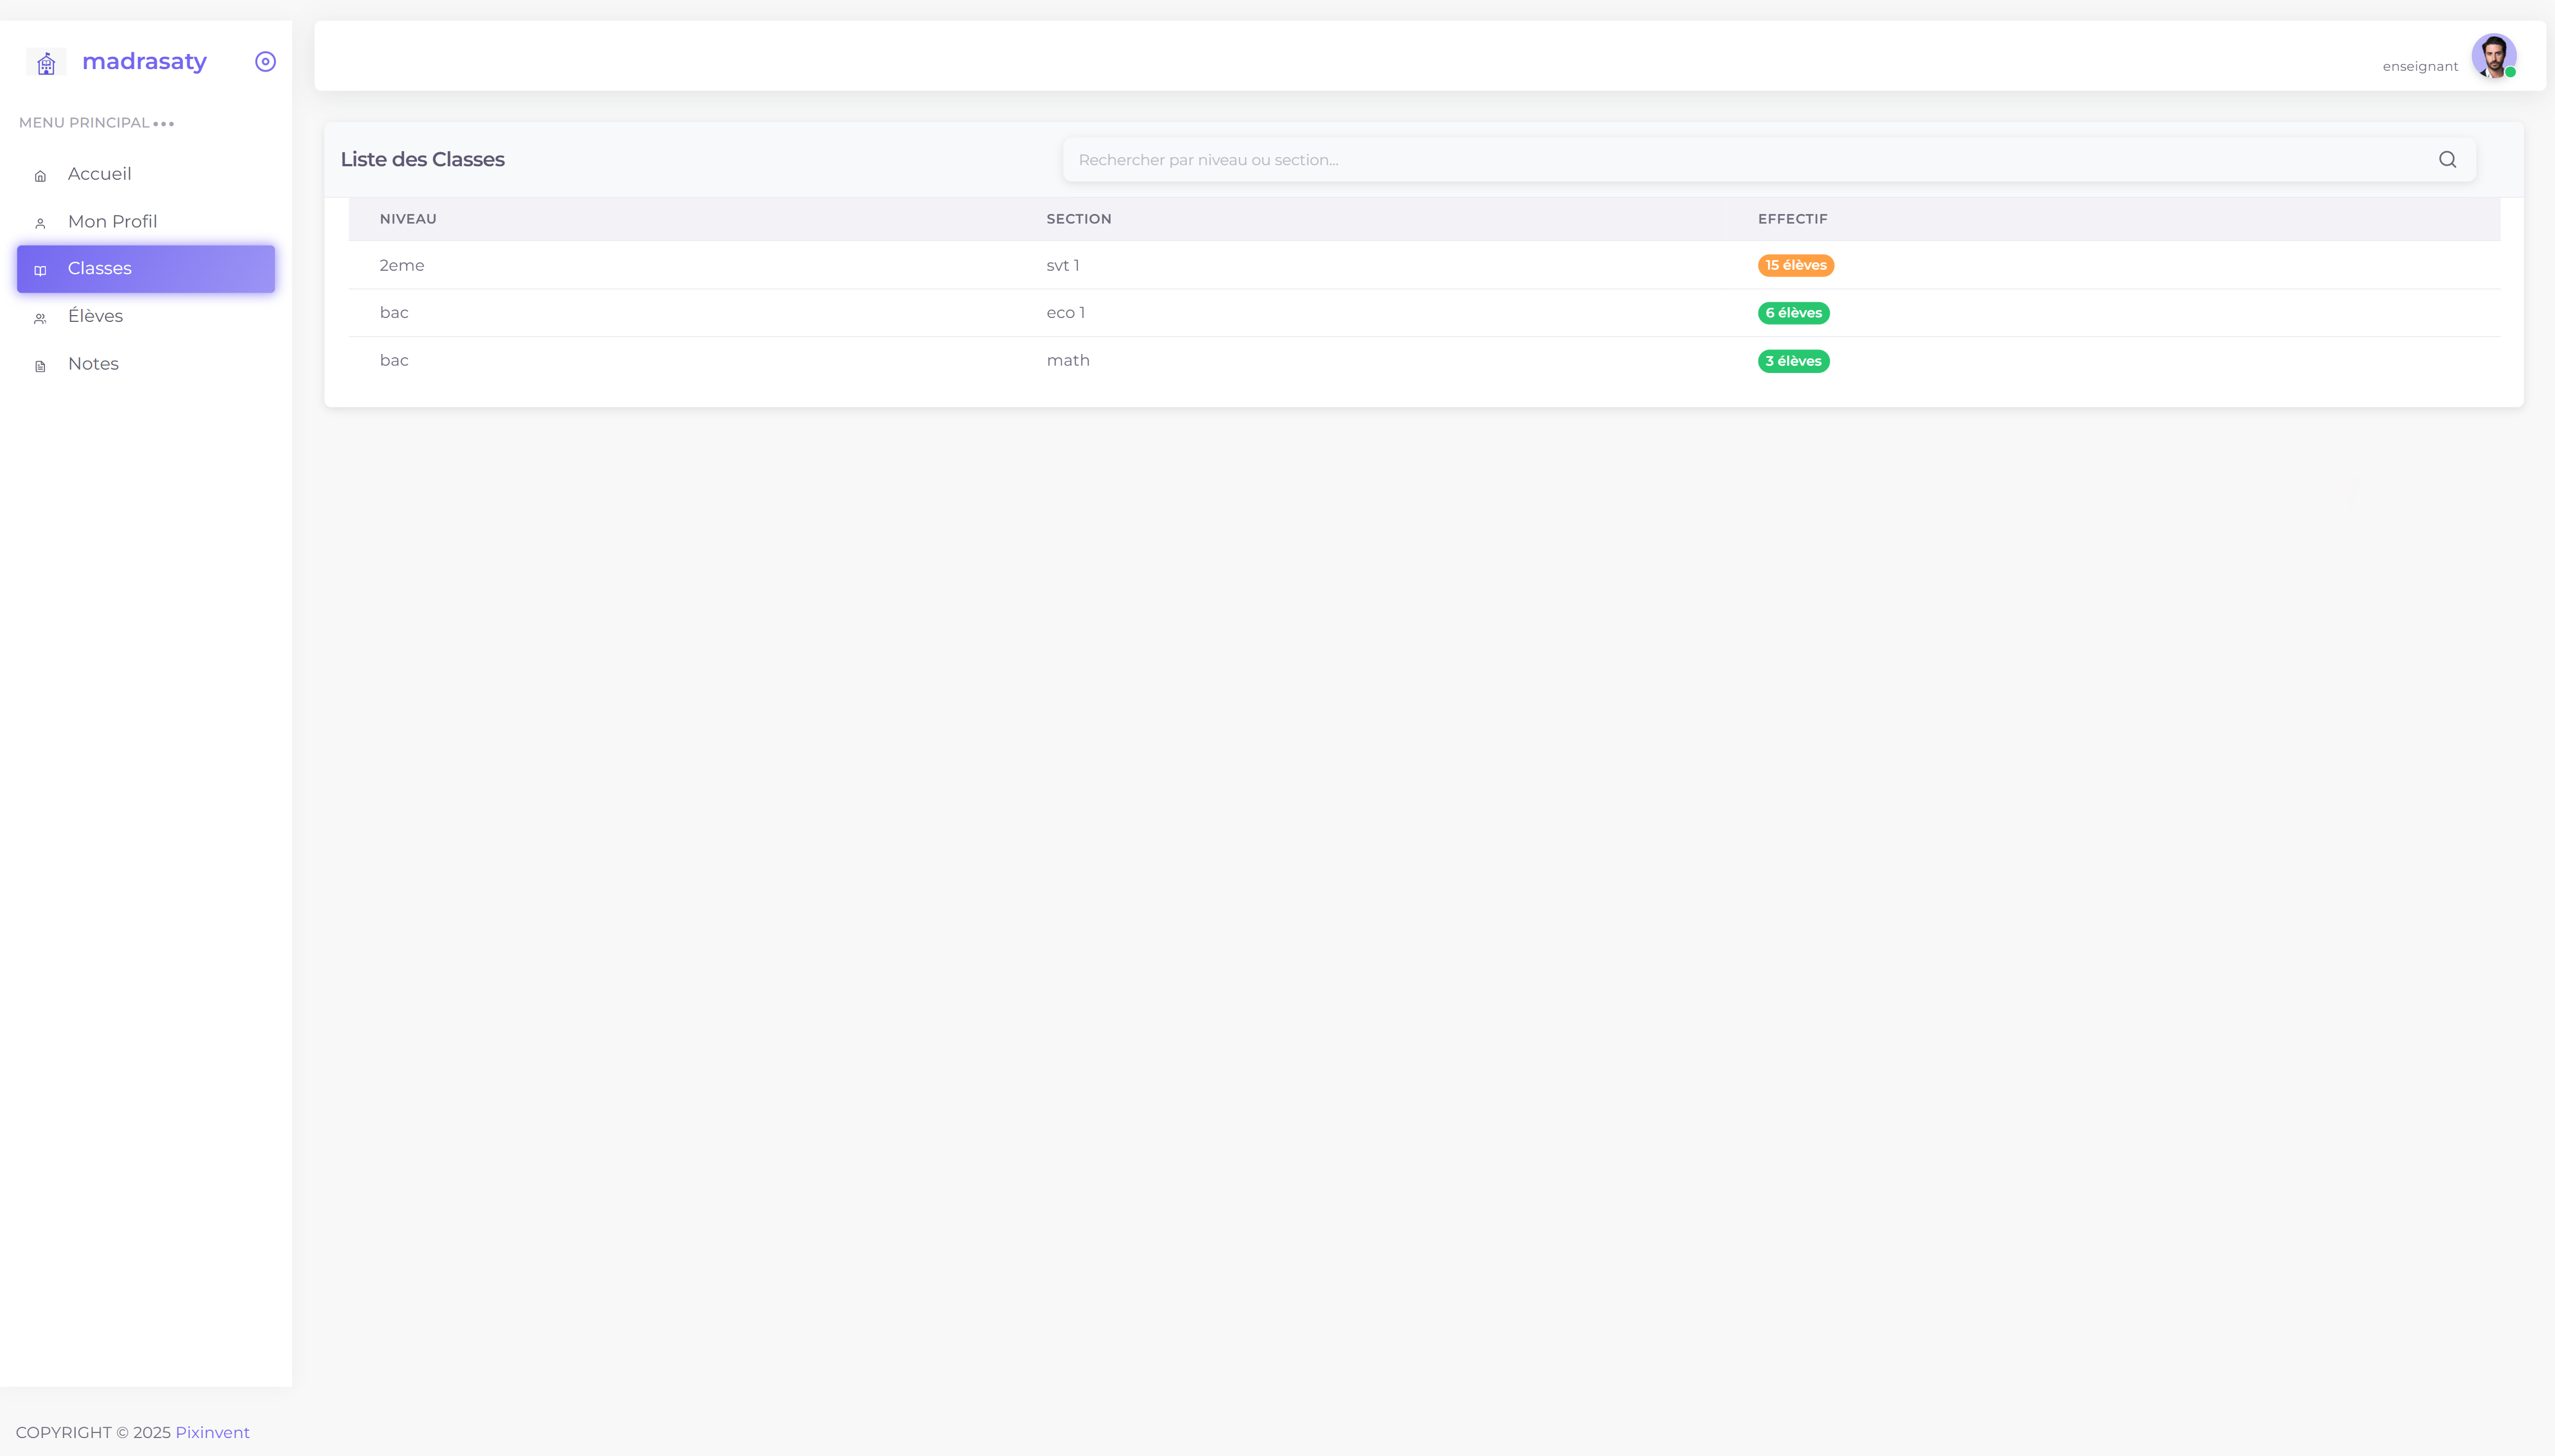 madrasaty
enseignant
MENU PRINCIPAL
Accueil
Mon Profil
Classes
Élèves
Notes
Liste des Classes
Rechercher par niveau ou section...
NIVEAU SECTION EFFECTIF
2eme svt 1 15 élèves
bac eco 1 6 élèves
bac math 3 élèves
COPYRIGHT © 2025 Pixinvent